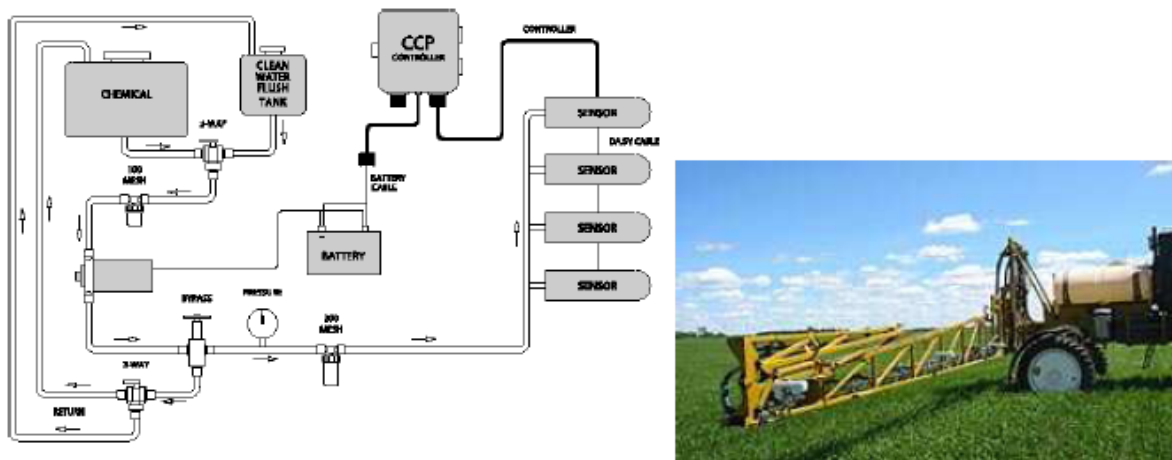 CCP
CONTROLLER
CONTROLLER
CLEAN
WATER
FLUSH
TANK
CHEMICAL
3-WAY
SENSOR
DAISY CABLE
100
MESH
SENSOR
BATTERY
CABLE
SENSOR
BATTERY
SENSOR
BYPASS
PRESSURE
200
MESH
3-WAY
RETURN